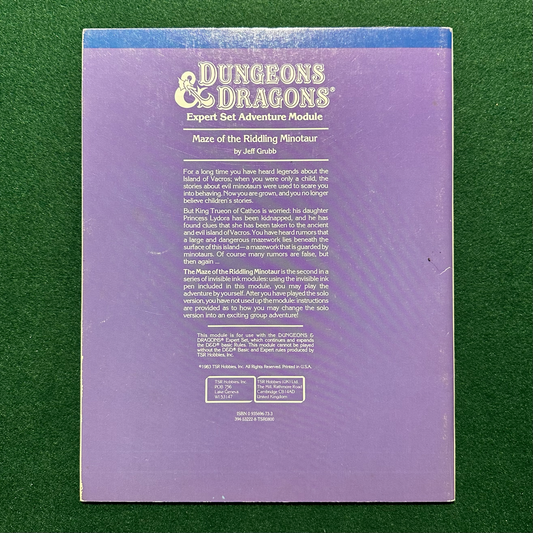 DUNGEONS
& DRAGONS®
Expert Set Adventure Module
Maze of the Riddling Minotaur
by Jeff Grubb
For a long time you have heard legends about the
Island of Vacros; when you were only a child, the
stories about evil minotaurs were used to scare you
into behaving. Now you are grown, and you no longer
believe children's stories.
But King Trueon of Cathos is worried: his daughter
Princess Lydora has been kidnapped, and he has
found clues that she has been taken to the ancient
and evil island of Vacros. You have heard rumors that
a large and dangerous mazework lies beneath the
surface of this island—a mazework that is guarded by
minotaurs. Of course many rumors are false, but
then again ...
The Maze of the Riddling Minotaur is the second in a
series of invisible ink modules: using the invisible ink
pen included in this module, you may play the
adventure by yourself. After you have played the solo
version, you have not used up the module: instructions
are provided as to how you may change the solo
version into an exciting group adventure!
This module is for use with the DUNGEONS &
DRAGONS® Expert Set, which continues and expands
the D&D® Basic Rules. This module cannot be played
without the D&D® Basic and Expert rules produced by
TSR Hobbies, Inc.
©1983 TSR Hobbies, Inc. All Rights Reserved. Printed in U.S.A.
TSR Hobbies, Inc.
POB 756
Lake Geneva
WI 53147
TSR Hobbies (UK) Ltd.
The Mill, Rathmore Road
Cambridge CB14AD
United Kingdom
ISBN 0